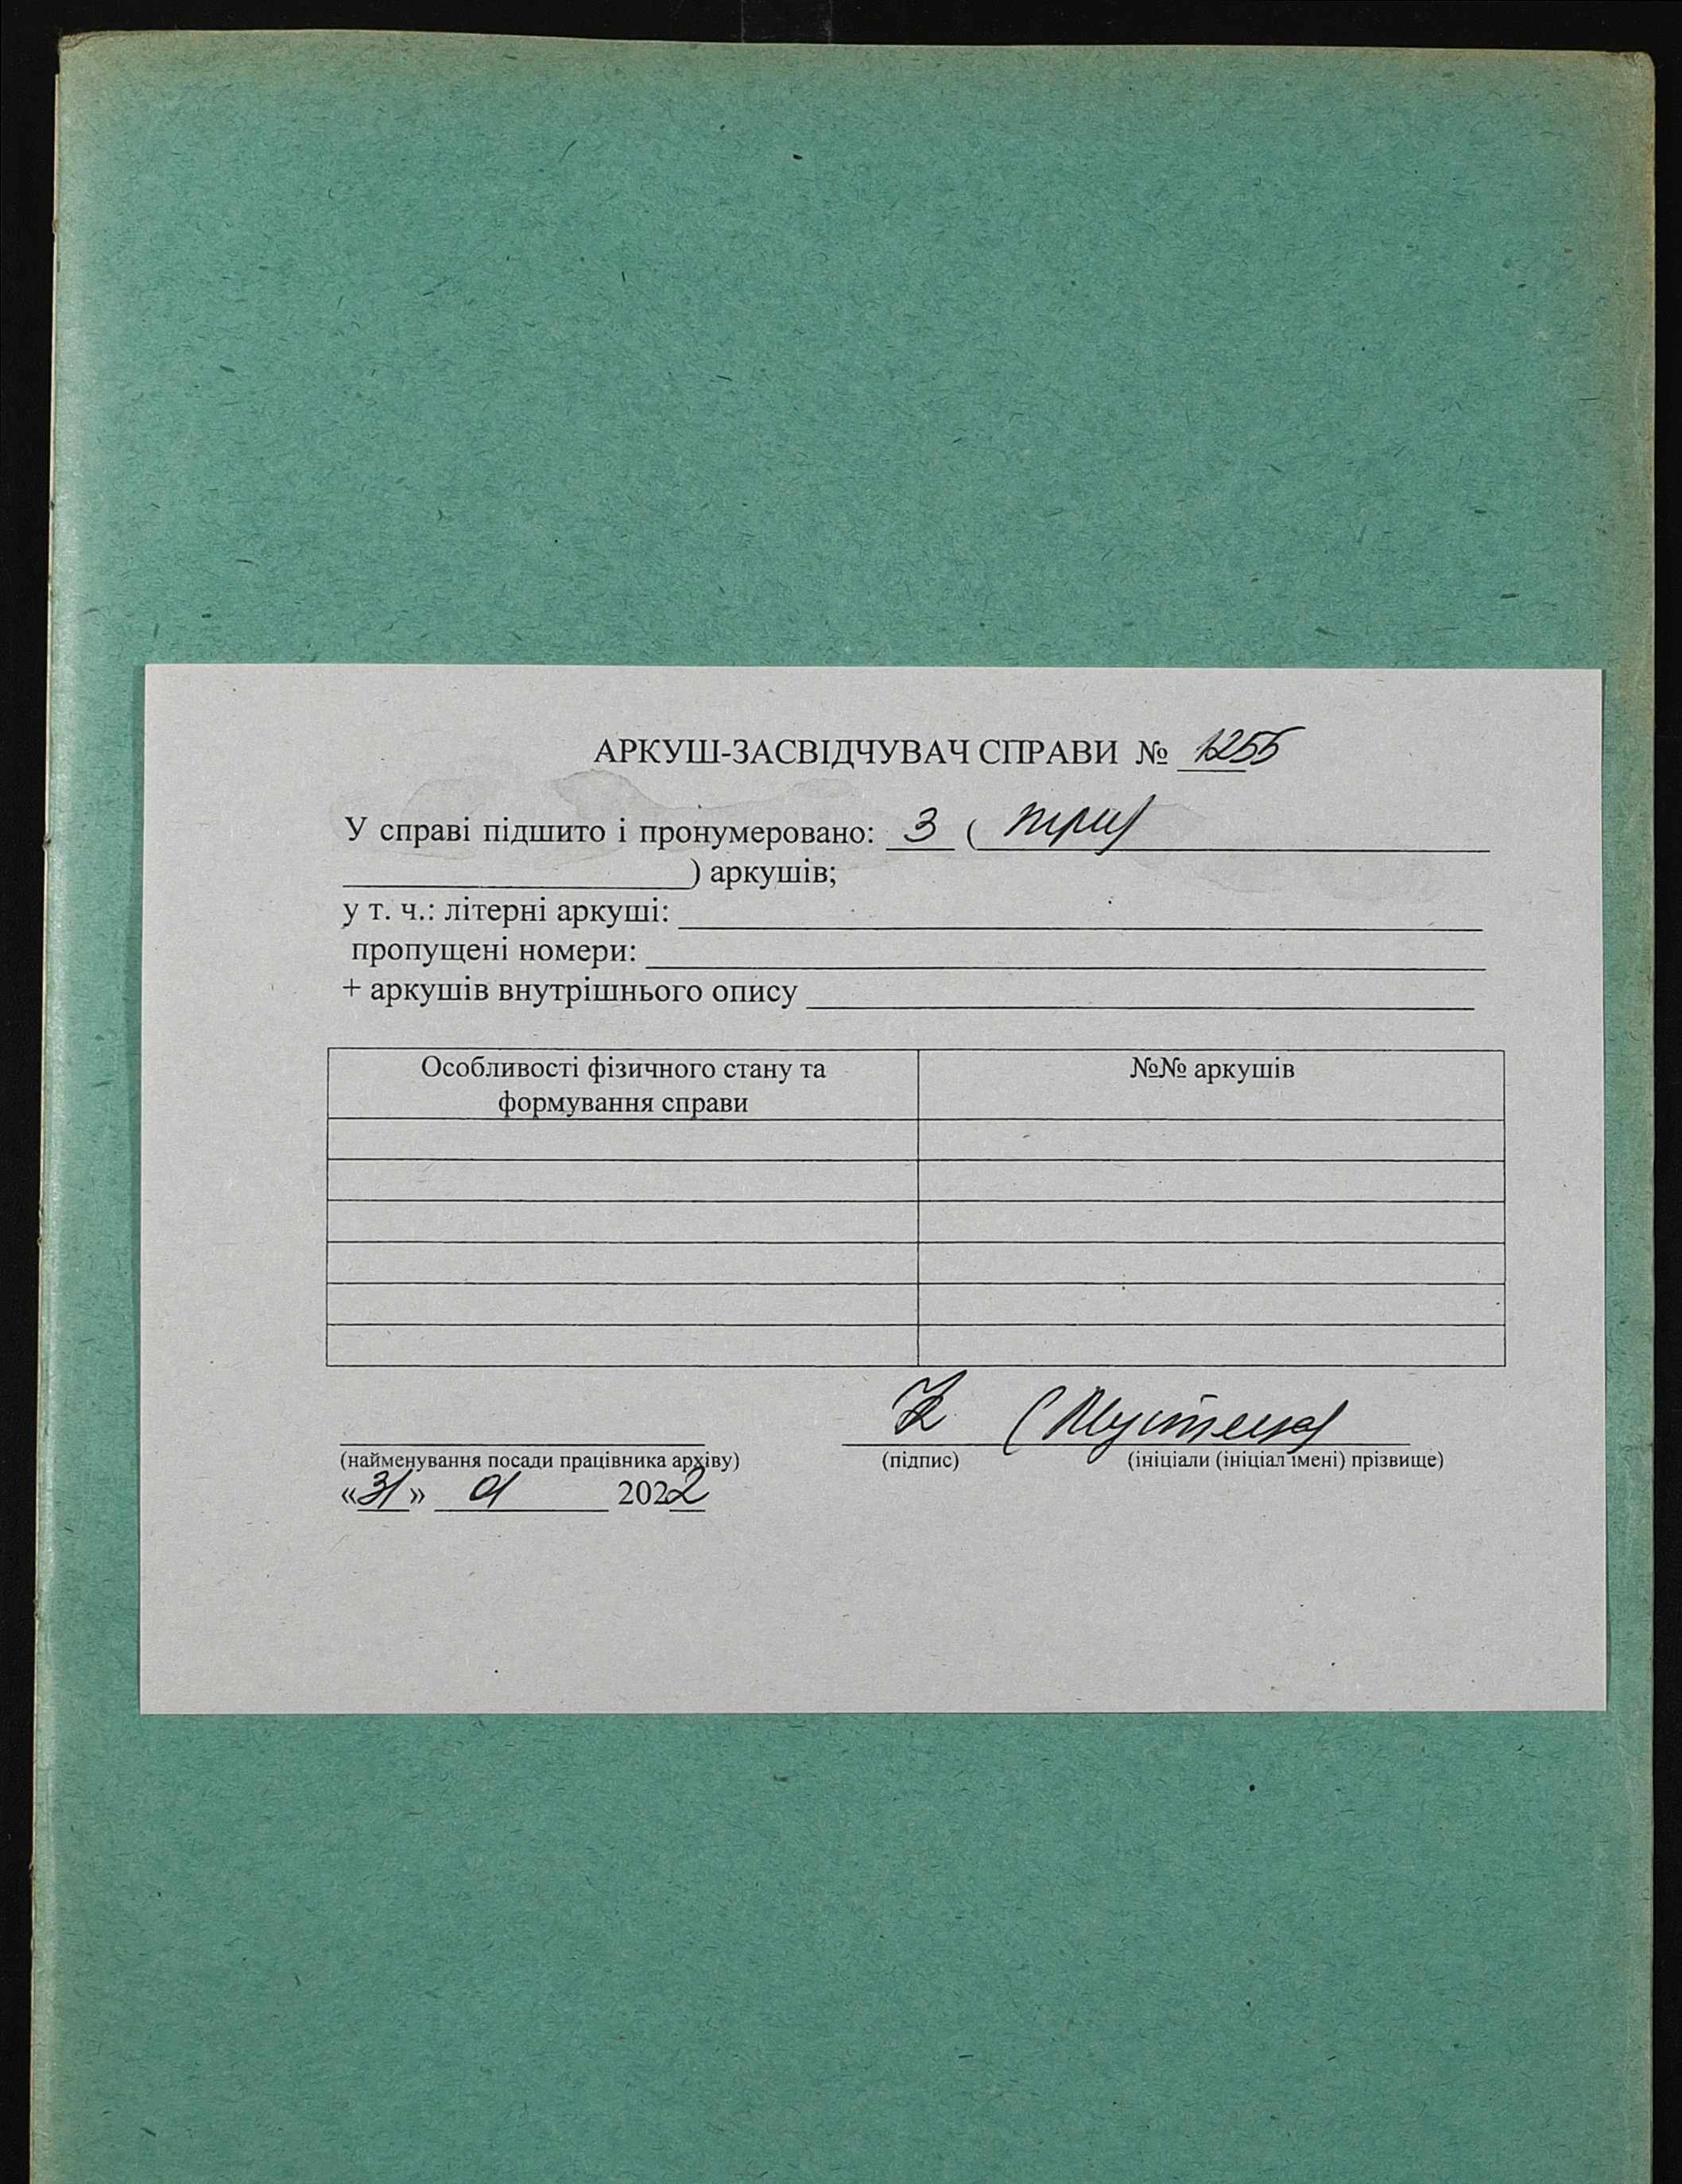 АРКУШ-ЗАСВІДЧУВАЧ СПРАВИ № 1255
У справі підшито і пронумеровано: 3 ( три)
) аркушів;
у т. ч.: літерні аркуші:
пропущені номери:
+ аркушів внутрішнього опису
Особливості фізичного стану та
формування справи
№№ аркушів
(найменування посади працівника архіву)
(підпис)
(ініціали (ініціал імені) прізвище)
«31» 01 2022